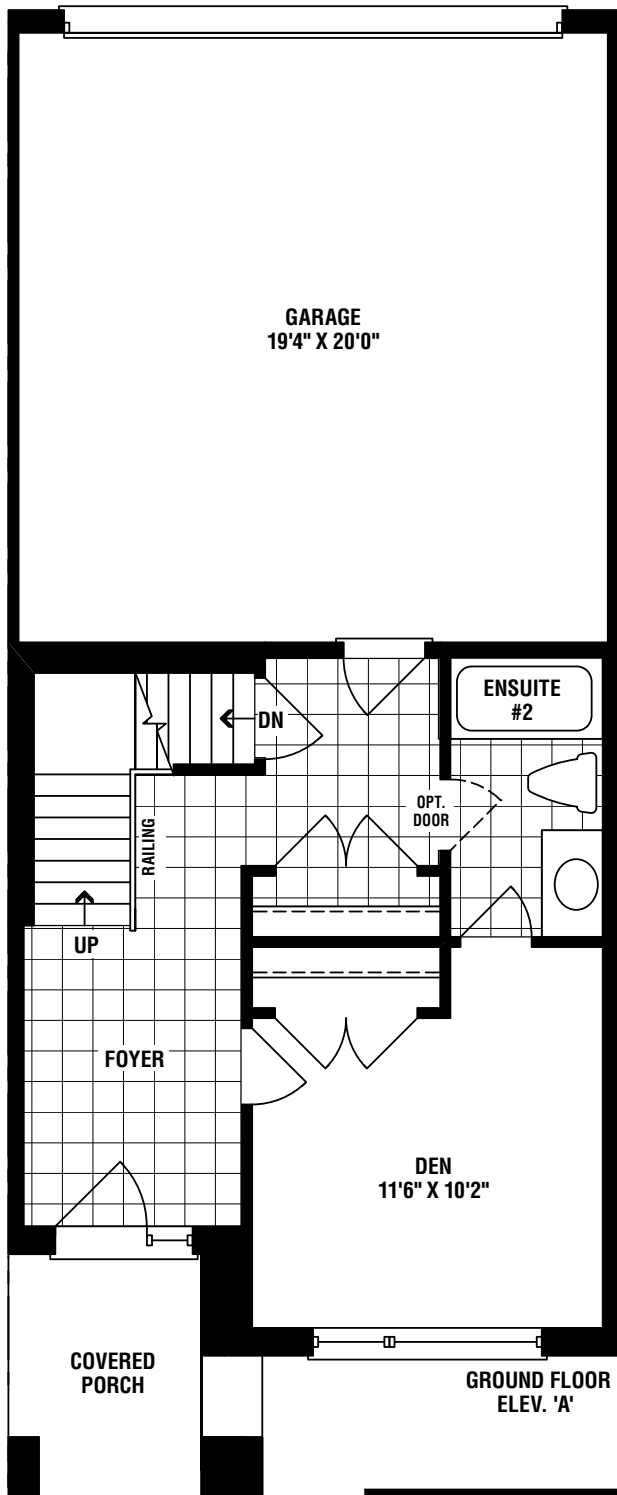 GARAGE
19'4" X 20'0"
ENSUITE
#2
DN
OPT.
DOOR
RAILING
UP
FOYER
DEN
11'6" X 10'2"
COVERED
PORCH
GROUND FLOOR
ELEV. 'A'